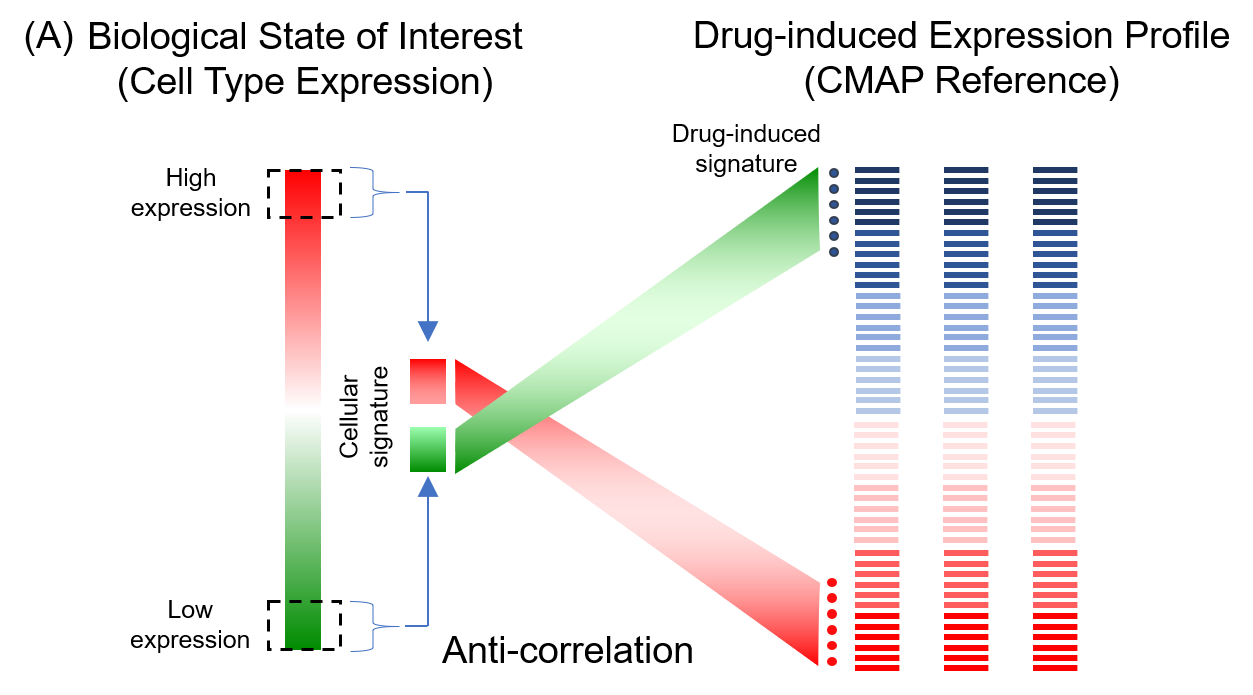 (A) Biological State of Interest
(Cell Type Expression)
Drug-induced Expression Profile
(CMAP Reference)
Drug-induced
signature
High
expression
Cellular
signature
Low
expression
Anti-correlation